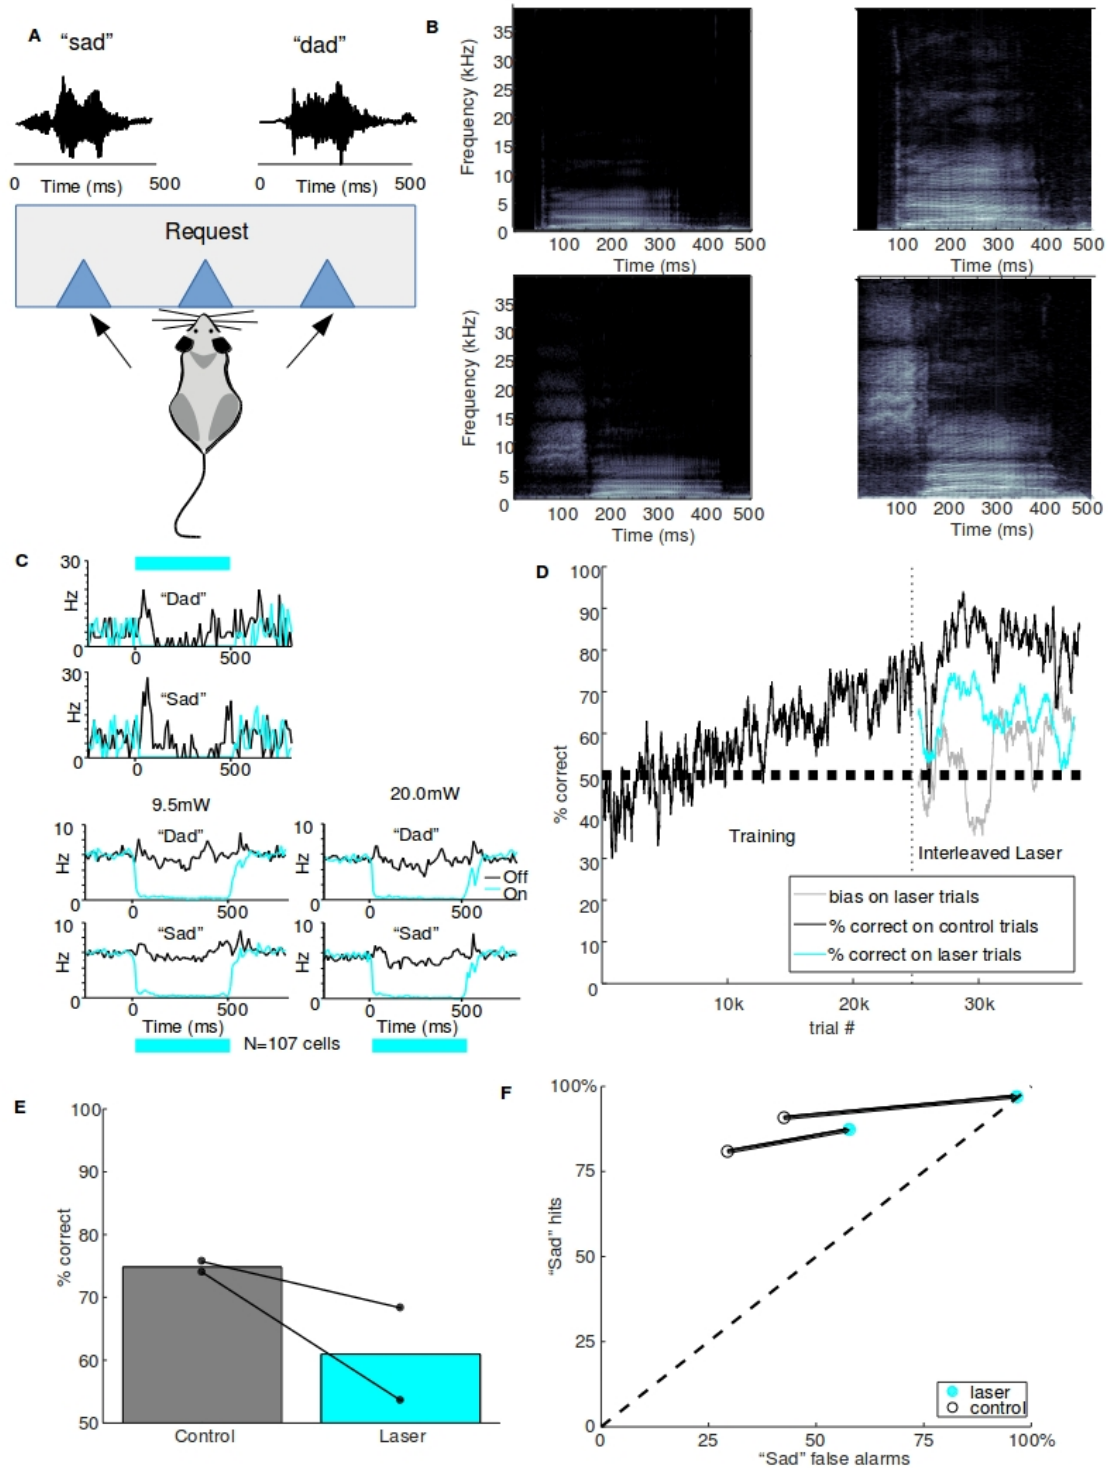 A
“sad”
“dad”
0 Time (ms) 500
0 Time (ms) 500
Request
B
Frequency (kHz)
35
30
25
20
15
10
5
0
100 200 300 400 500
Time (ms)
100 200 300 400 500
Time (ms)
Frequency (kHz)
35
30
25
20
15
10
5
0
100 200 300 400 500
Time (ms)
100 200 300 400 500
Time (ms)
C
30
Hz
0
“Dad”
0 500
30
Hz
0
“Sad”
0 500
9.5mW
20.0mW
10
Hz
0
“Dad”
0 500
10
Hz
0
“Dad”
Off
On
0 500
10
Hz
0
“Sad”
0 500
Time (ms)
10
Hz
0
“Sad”
0 500
Time (ms)
N=107 cells
D
100
90
80
70
60
50
40
30
20
10
0
% correct
Training
Interleaved Laser
bias on laser trials
% correct on control trials
% correct on laser trials
10k 20k 30k
trial #
E
100
90
80
70
60
50
% correct
Control Laser
F
100%
75
50
25
0
“Sad” hits
laser
control
0 25 50 75 100%
“Sad” false alarms